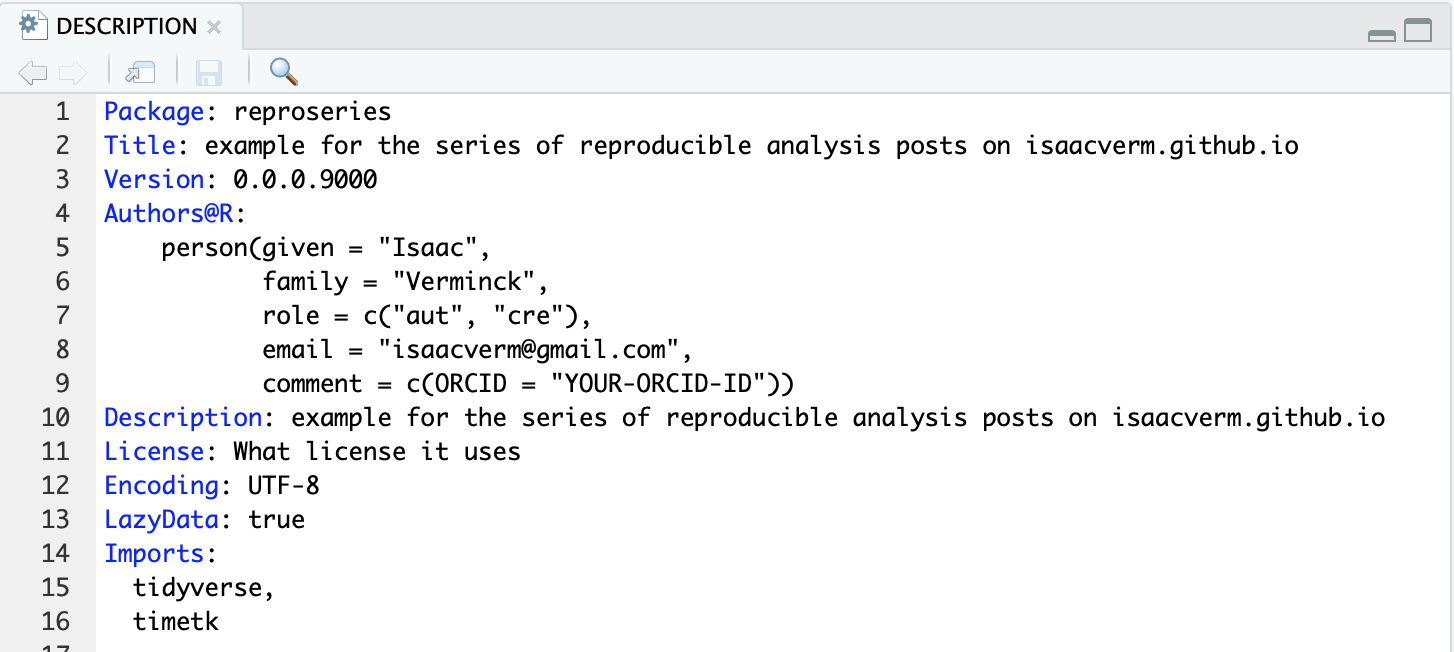 DESCRIPTION
1 Package: reproseries
2 Title: example for the series of reproducible analysis posts on isaacverm.github.io
3 Version: 0.0.0.9000
4 Authors@R:
5     person(given = "Isaac",
6            family = "Verminck",
7            role = c("aut", "cre"),
8            email = "isaacverm@gmail.com",
9            comment = c(ORCID = "YOUR-ORCID-ID"))
10 Description: example for the series of reproducible analysis posts on isaacverm.github.io
11 License: What license it uses
12 Encoding: UTF-8
13 LazyData: true
14 Imports:
15   tidyverse,
16   timetk
17